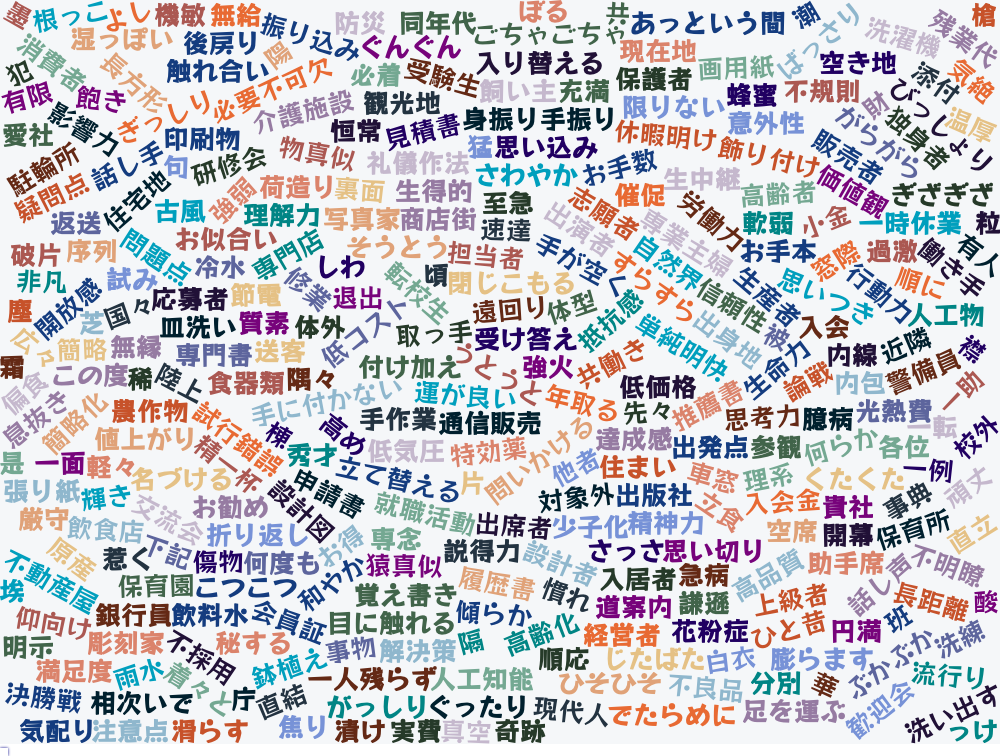 墨
根っこ
よし
機敏
無給
振り込み
防災
同年代
ぼる
共
あっという間
潮
ばっさり
洗濯機
残業代
槍
湿っぽい
後戻り
陽
ぐんぐん
ごちゃごちゃ
現在地
消費者
長方形
触れ合い
必要不可欠
必着
受験生
入り替える
保護者
画用紙
空き地
添付
気絶
犯
有限
飽き
ぎっしり
介護施設
観光地
飼い主
充満
限りない
蜂蜜
不規則
財
びっしょり
温厚
愛社
影響力
印刷物
恒常
見積書
身振り手振り
休暇明け
意外性
がらがら
独身者
駐輪所
話し手
句
研修会
物真似
礼儀作法
猛
思い込み
飾り付け
販売者
疑問点
住宅地
古風
強弱
荷造り
裏面
生得的
さわやか
お手数
生中継
価値観
ぎざぎざ
返送
理解力
写真家
商店街
至急
志願者
催促
労働力
高齢者
破片
序列
問題点
お似合い
専門店
そうとう
担当者
速達
出演者
専業主婦
軟弱
小金
一時休業
粒
非凡
試み
冷水
しわ
転校生
頃
閉じこもる
手が空く
自然界
お手本
窓際
過激
働き手
有人
塵
開放感
国々
応募者
節電
修業
退出
遠回り
体型
すらすら
信頼性
生産者
思いつき
行動力
順に
人工物
芝
皿洗い
質素
体外
低コスト
取っ手
受け答え
抵抗感
単純明快
出身地
被
入会
広々
簡略
無縁
専門書
送客
付け加え
うとうと
強火
共働き
生命力
内線
近隣
襟
霜
この度
稀
陸上
食器類
隅々
手に付かない
運が良い
年取る
低価格
論戦
内包
警備員
一助
偏食
息抜き
簡略化
農作物
試行錯誤
棟
高め
手作業
通信販売
先々
推薦書
思考力
臆病
光熱費
転
校外
値上がり
精一杯
秀才
低気圧
特効薬
問いかける
達成感
出発点
参観
何らか
各位
是
一面
軽々
名づける
申請書
立て替える
片
他者
住まい
車窓
理系
くたくた
一例
頑丈
張り紙
輝き
交流会
お勧め
設計図
就職活動
対象外
出版社
立食
入会金
貴社
事典
厳守
飲食店
折り返し
お得
専念
出席者
少子化
精神力
空席
開幕
保育所
直立
原産
惹く
下記
傷物
何度も
猿真似
説得力
設計者
さっさ
思い切り
高品質
助手席
声
不明瞭
不動産屋
埃
保育園
こつこつ
和やか
覚え書き
履歴書
慣れ
入居者
急病
話し
長距離
酸
仰向け
銀行員
飲料水
会員証
目に触れる
傾らか
道案内
謙遜
上級者
班
明示
彫刻家
不採用
秘する
事物
解決策
隔
高齢化
経営者
花粉症
ひと苦
円満
洗練
満足度
雨水
着々と
鉢植え
順応
じたばた
白衣
膨らます
ぷかぷか
決勝戦
相次いで
庁
直結
一人残らず
人工知能
ひそひそ
不良品
分別
華
流行り
気配り
注意点
滑らす
焦り
がっしり
ぐったり
現代人
でたらめに
足を運ぶ
歓迎会
洗い出す
漬け
実費
真空
奇跡
つけ